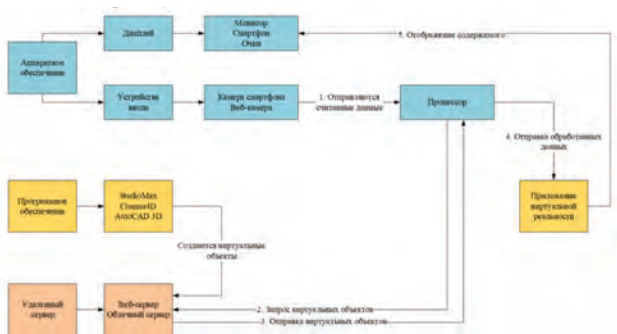 Дисплей
Монитор
Смартфон
Очки
5. Отображение содержимого
Аппаратное
обеспечение
Устройства
ввода
Камера смартфона
Веб-камера
1. Отправляются
считанные данные
Процессор
4. Отправка обработанных
данных
Программное
обеспечение
StudioMax
Cinema4D
AutoCAD 3D
Приложение
виртуальной
реальности
Создаются виртуальные
объекты
Удаленный
сервер
Веб-сервер
Облачный сервер
2. Запрос виртуальных объектов
3. Отправка виртуальных объектов